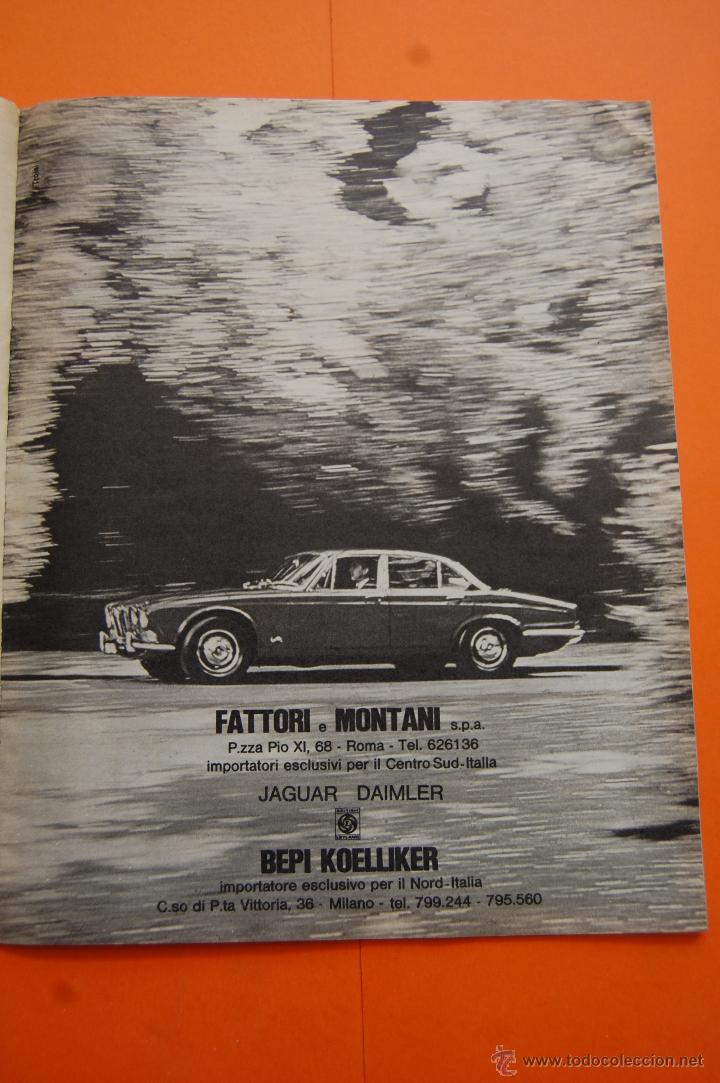 FATTORI e MONTANI s.p.a.
P.zza Pio XI, 68 - Roma - Tel. 626136
importatori esclusivi per il Centro Sud-Italia
JAGUAR DAIMLER
BRITISH
LEYLAND
BEPI KOELLIKER
importatore esclusivo per il Nord-Italia
C.so di P.ta Vittoria, 36 - Milano - tel. 799.244 - 795.560
www.todocoleccion.net